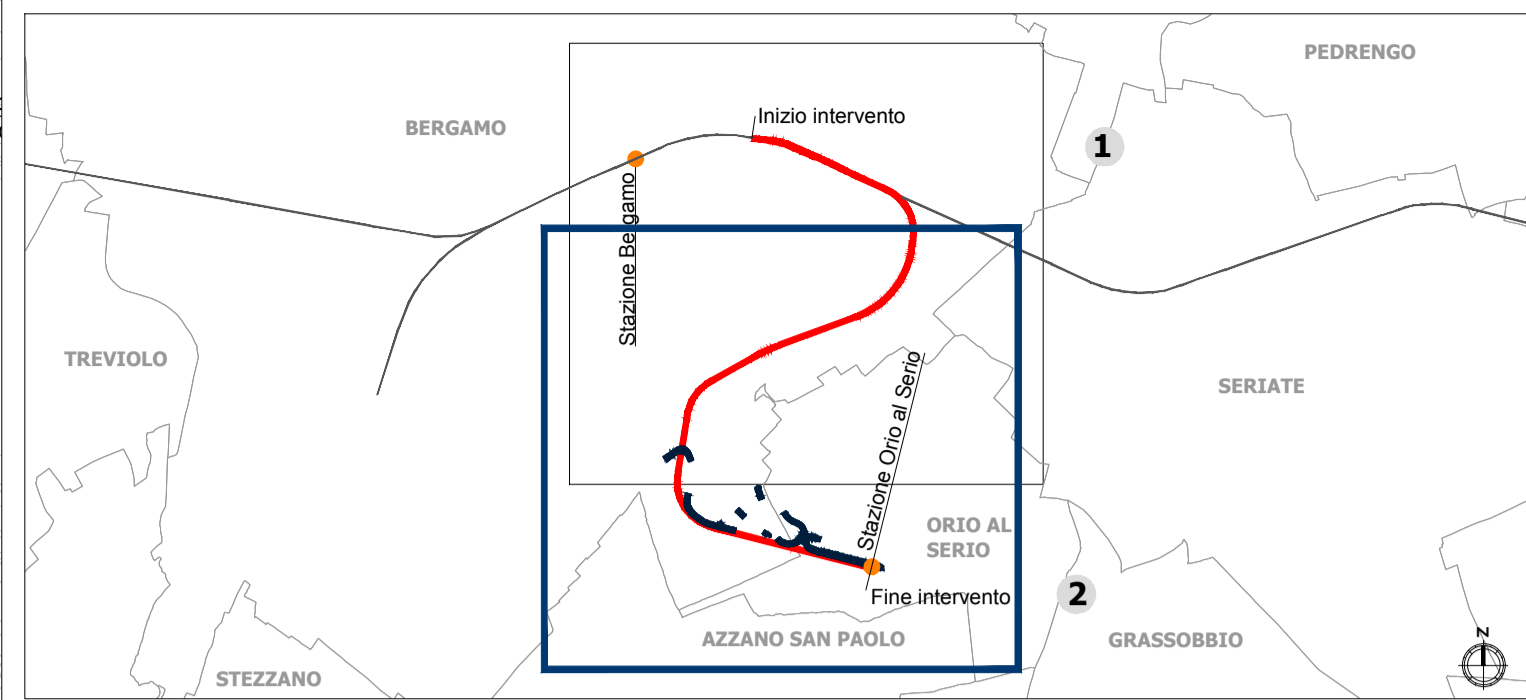 PEDRENGO
Inizio intervento
BERGAMO
1
Stazione Bergamo
TREVIOLO
SERIATE
Stazione Orio al Serio
ORIO AL
SERIO
Fine intervento
2
AZZANO SAN PAOLO
GRASSOBBIO
N
STEZZANO